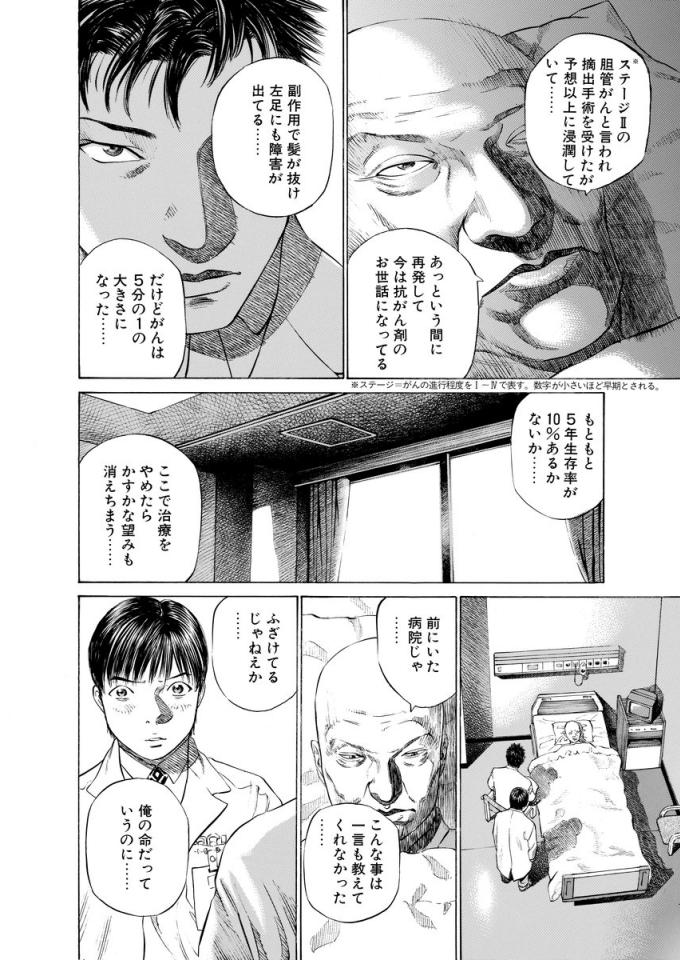 ※
ステージⅡの
胆管がんと言われ
摘出手術を受けたが
予想以上に浸潤して
いて……
あっという間に
再発して
今は抗がん剤の
お世話になってる
副作用で髪が抜け
左足にも障害が
出てる……
だけどがんは
5分の1の
大きさに
なった……
※ステージ=がんの進行程度をⅠ~Ⅳで表す。数字が小さいほど早期とされる。
もともと
5年生存率が
10%あるか
ないか……
ここで治療を
やめたら
かすかな望みも
消えちまう……
前にいた
病院じゃ
……
こんな事は
一言も教えて
くれなかった
……
ふざけてる
じゃねえか
俺の命だって
いうのに……